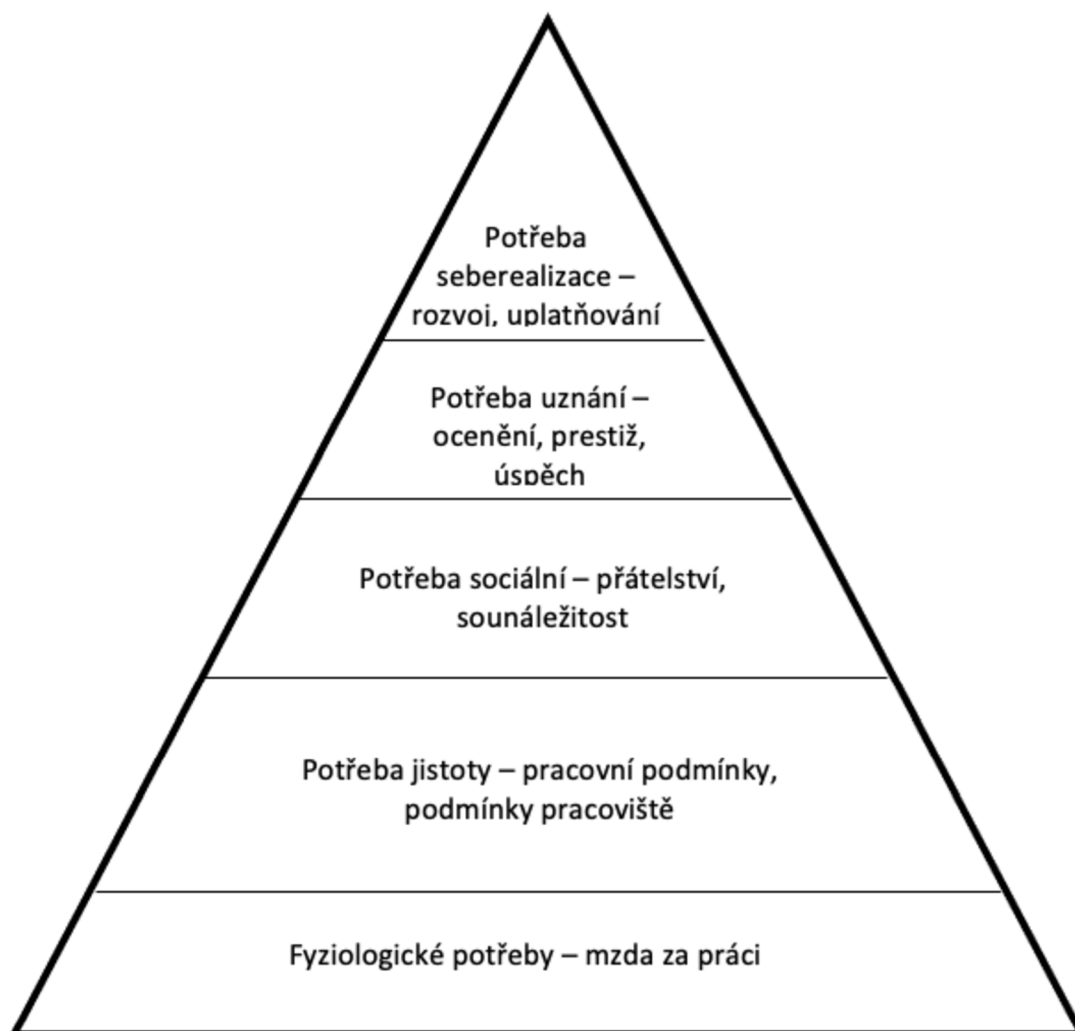 Potřeba
seberealizace –
rozvoj, uplatňování
Potřeba uznání –
ocenění, prestiž,
úspěch
Potřeba sociální – přátelství,
sounáležitost
Potřeba jistoty – pracovní podmínky,
podmínky pracoviště
Fyziologické potřeby – mzda za práci